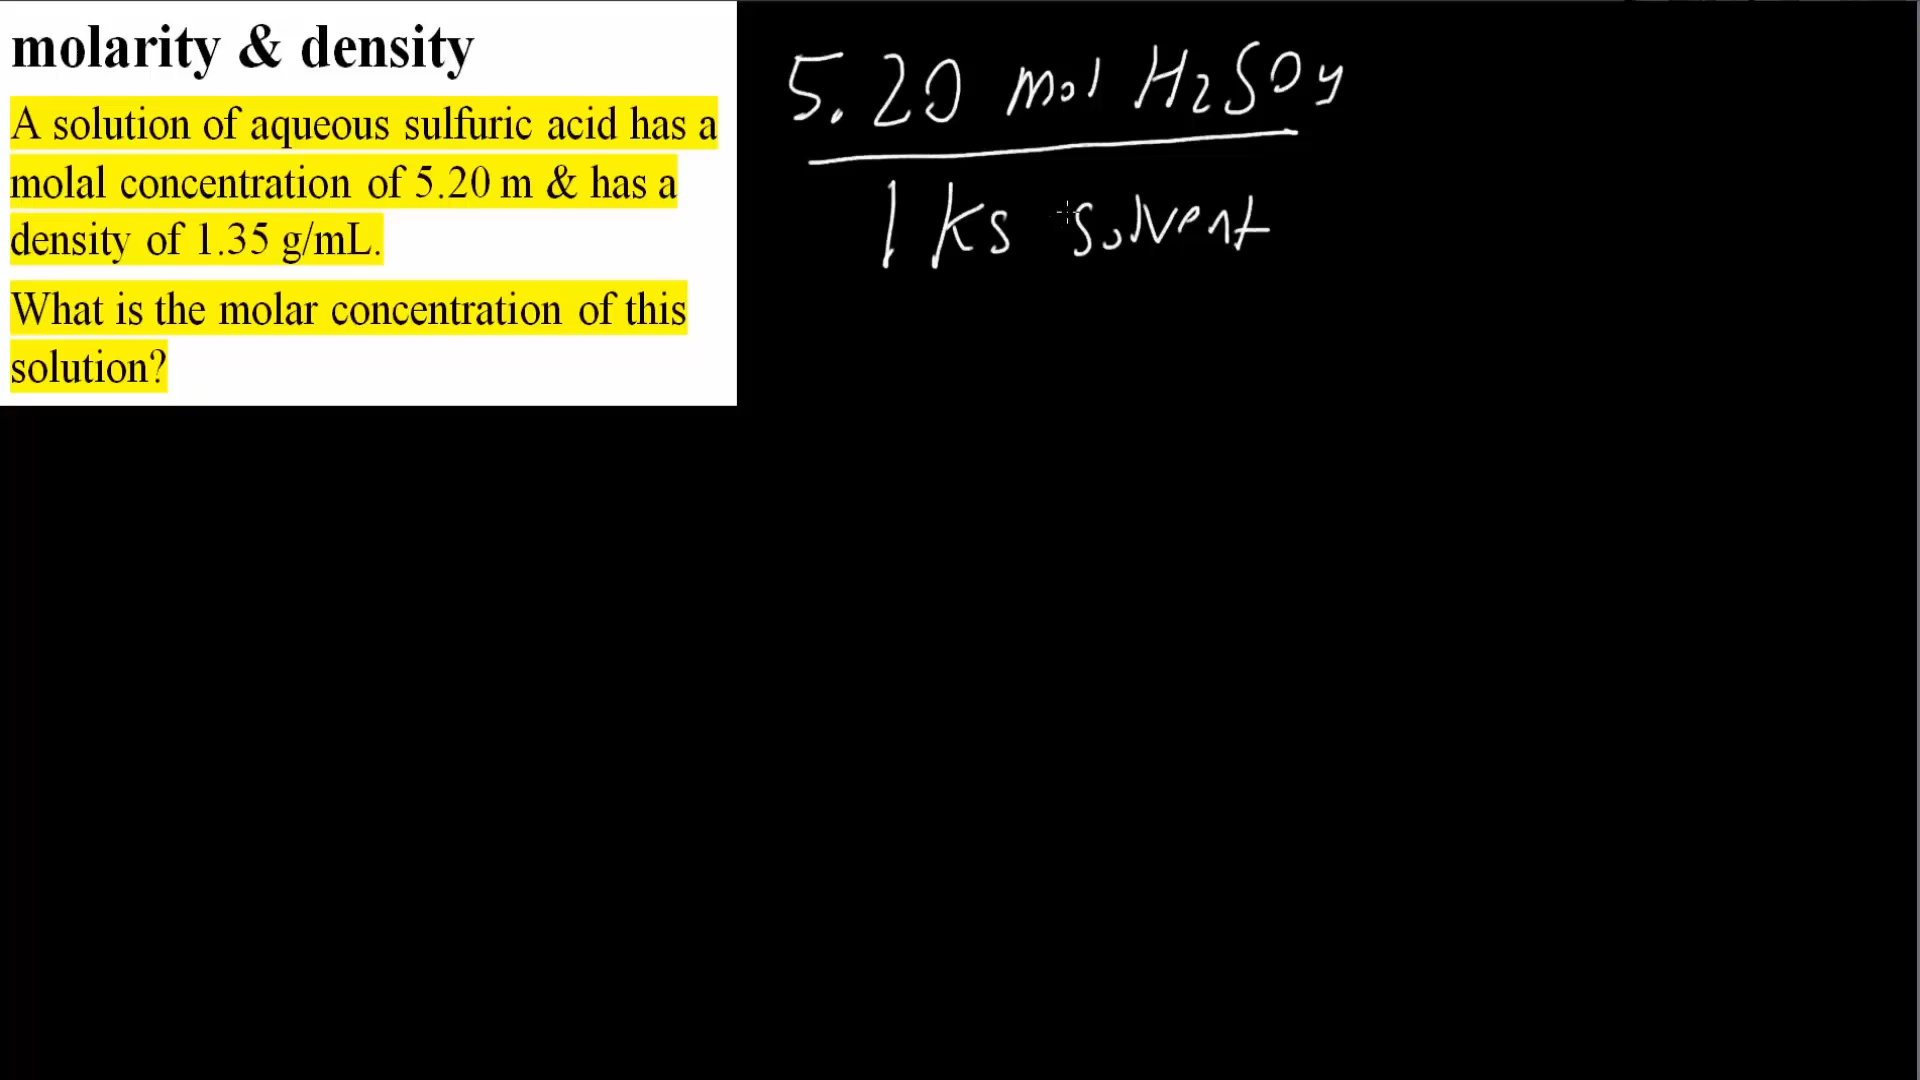 molarity & density
A solution of aqueous sulfuric acid has a
molal concentration of 5.20 m & has a
density of 1.35 g/mL.
What is the molar concentration of this
solution?
5.20 mol H2SO4
1 kg solvent